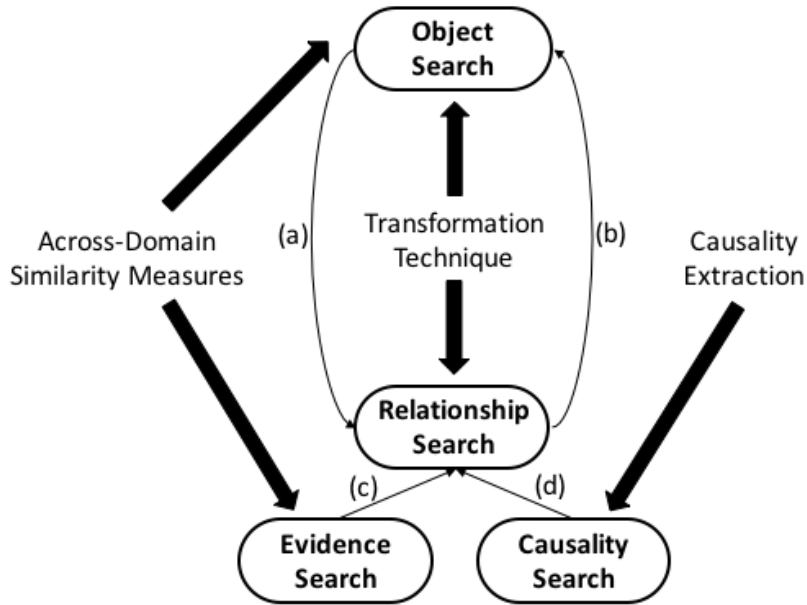 Object
Search
(a)
Transformation
Technique
(b)
Across-Domain
Similarity Measures
Causality
Extraction
Relationship
Search
(c)
(d)
Evidence
Search
Causality
Search